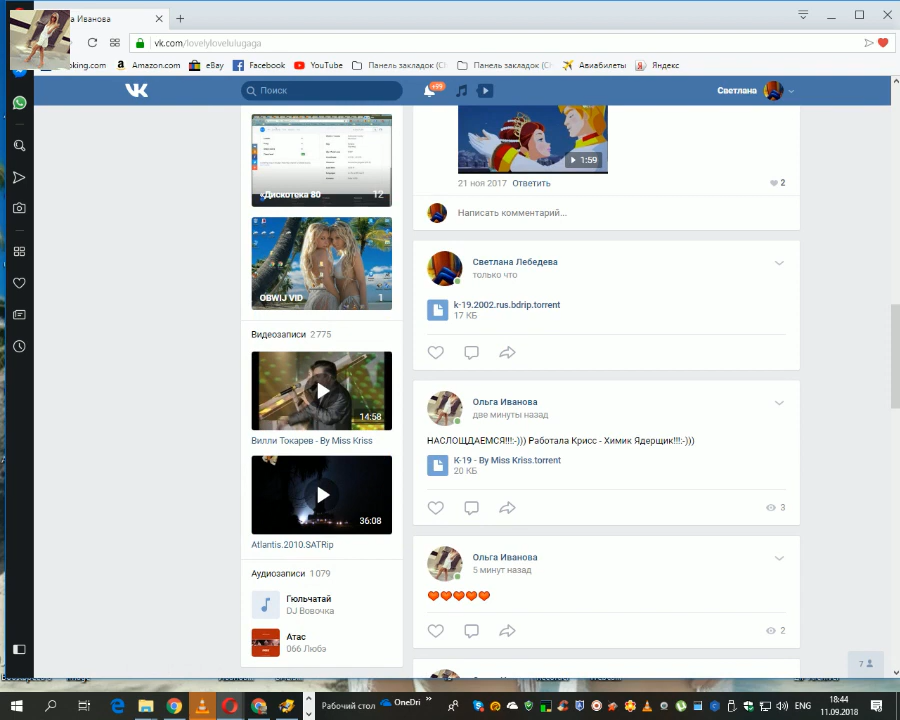 га Иванова
vk.com/lovelylovelulugaga
oking.com
Amazon.com
eBay
Facebook
YouTube
Панель закладок (С
Панель закладок (С
Авиабилеты
Яндекс
Поиск
+99
Светлана
«Дискотека 80
12
OBWIJ VID
1
Видеозаписи 2 775
14:58
Вилли Токарев - By Miss Kriss
36:08
Atlantis.2010.SATRip
Аудиозаписи 1 079
Гюльчатай
DJ Вовочка
Атас
066 Люба
1:59
21 ноя 2017 Ответить
2
Написать комментарий...
Светлана Лебедева
только что
k-19.2002.rus.bdrip.torrent
17 КБ
Ольга Иванова
две минуты назад
НАСЛОЩДАЕМСЯ!!!:-))) Работала Крисс - Химик Ядерщик!!!:-)))
K-19 - By Miss Kriss.torrent
20 КБ
3
Ольга Иванова
5 минут назад
2
7
Рабочий стол
OneDri
ENG
18:44
11.09.2018